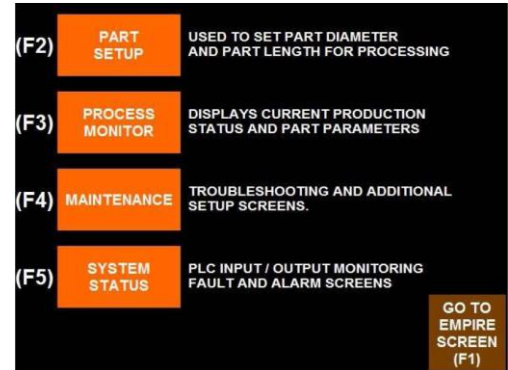 (F2)
PART
SETUP
USED TO SET PART DIAMETER
AND PART LENGTH FOR PROCESSING
(F3)
PROCESS
MONITOR
DISPLAYS CURRENT PRODUCTION
STATUS AND PART PARAMETERS
(F4)
MAINTENANCE
TROUBLESHOOTING AND ADDITIONAL
SETUP SCREENS.
(F5)
SYSTEM
STATUS
PLC INPUT / OUTPUT MONITORING
FAULT AND ALARM SCREENS
GO TO
EMPIRE
SCREEN
(F1)